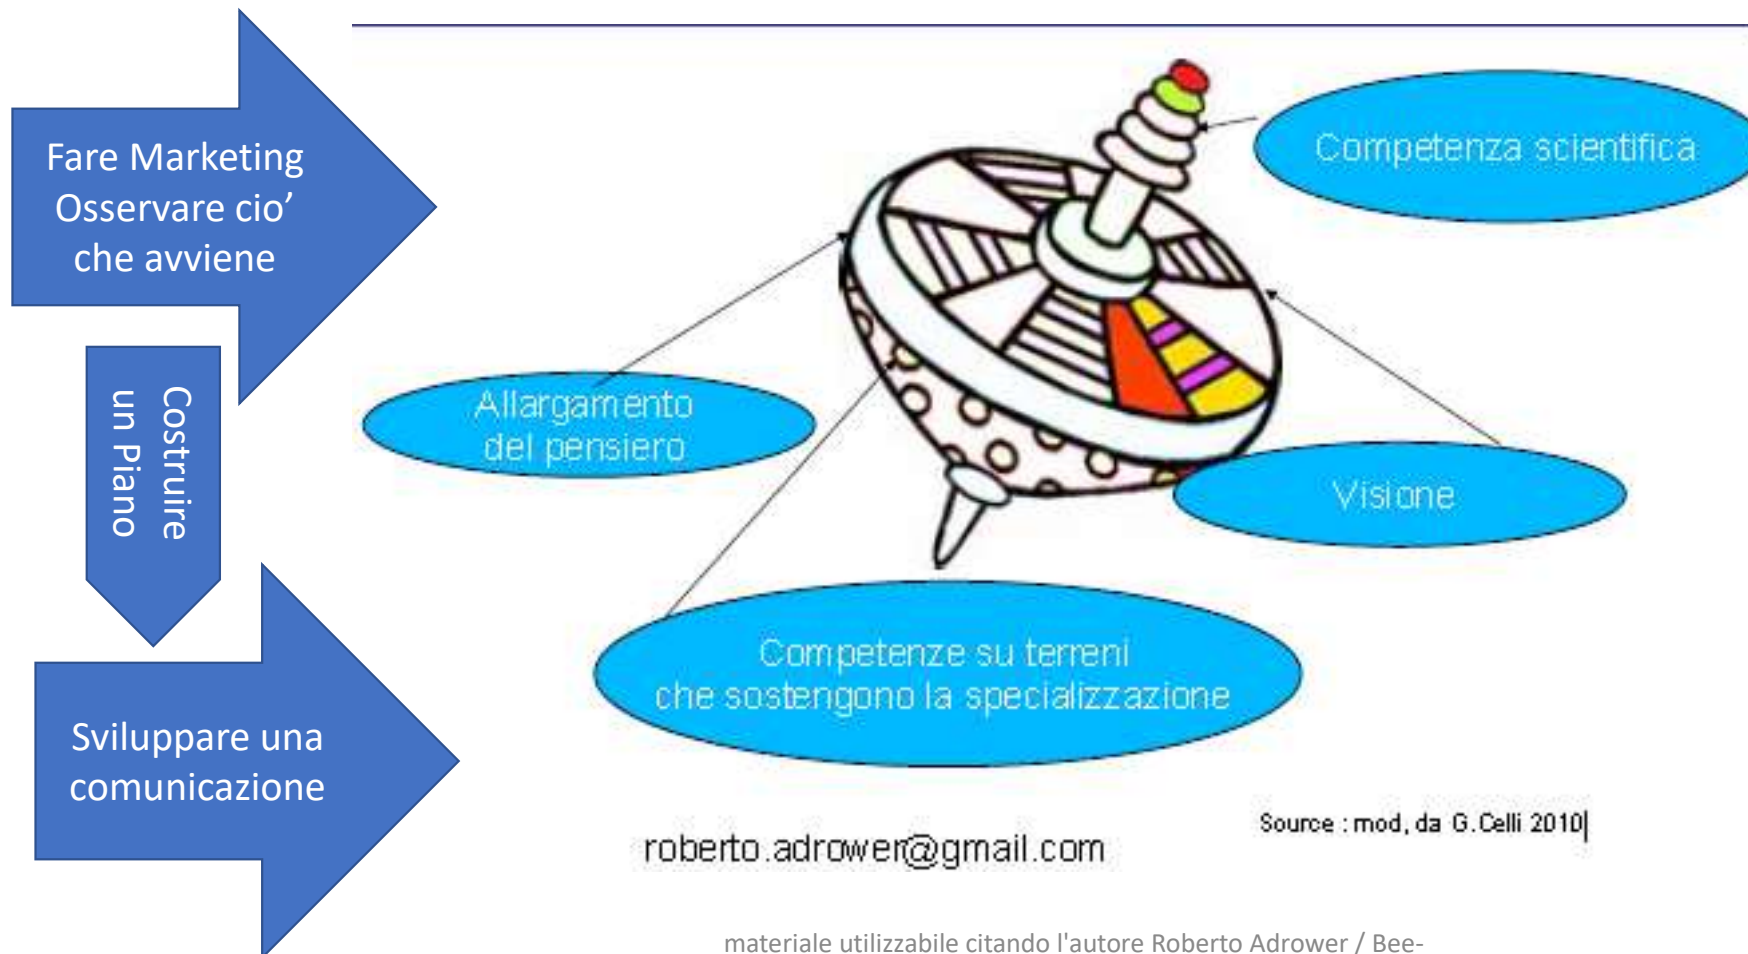 Fare Marketing
Osservare cio’
che avviene
Costruire
un Piano
Sviluppare una
comunicazione
Competenza scientifica
Allargamento
del pensiero
Visione
Competenze su terreni
che sostengono la specializzazione
Source : mod, da G.Celli 2010
roberto.adrower@gmail.com
materiale utilizzabile citando l'autore Roberto Adrower / Bee-